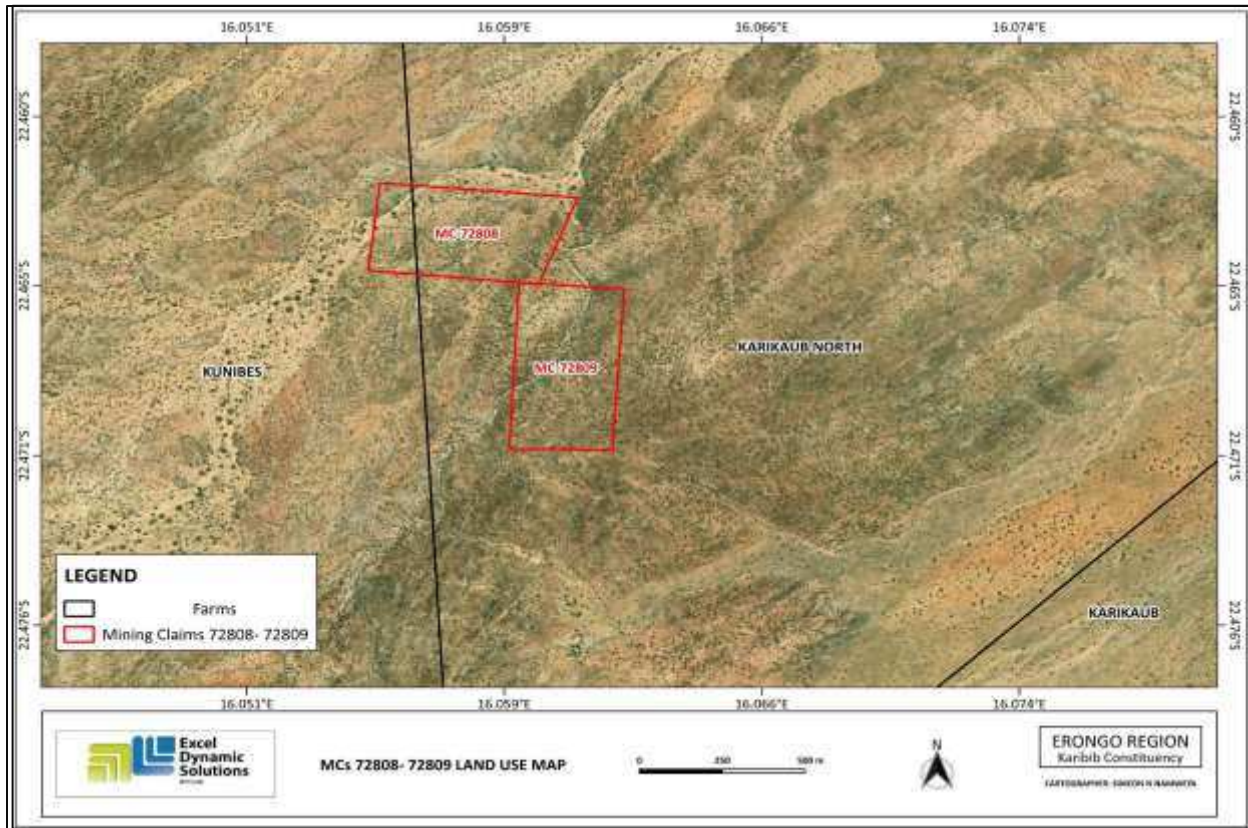 16.051°E 16.059°E 16.066°E 16.074°E
22.460°S 22.460°S
MC 72808
22.465°S 22.465°S
KARIKAUB NORTH
MC 72809
KUNIBES
22.471°S 22.471°S
LEGEND
Farms
Mining Claims 72808- 72809
KARIKAUB
22.476°S 22.476°S
16.051°E 16.059°E 16.066°E 16.074°E
Excel
Dynamic
Solutions
MCs 72808- 72809 LAND USE MAP
0 250 500 m
N
ERONGO REGION
Karibib Constituency
CARTOGRAPHER: